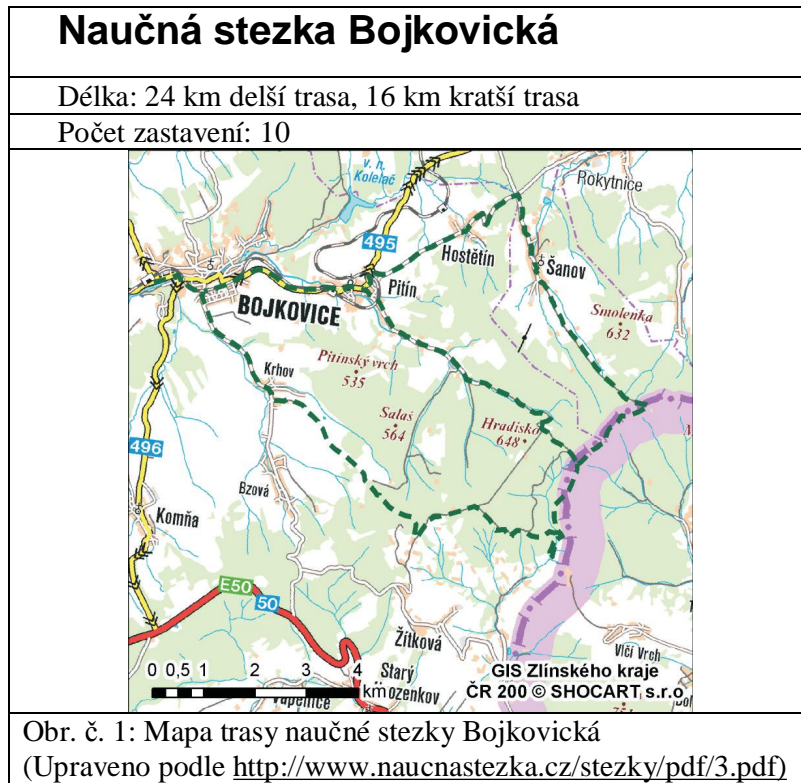 Naučná stezka Bojkovická
Délka: 24 km delší trasa, 16 km kratší trasa
Počet zastavení: 10
v. n.
Kolelač
Rokytnice
495
Hostětín
Šanov
Pitín
BOJKOVICE
Smolenka
632
Pitínský vrch
535
Krhov
Salaš
564
Hradisko
648
496
Bzová
Komňa
E50
50
Žítková
Vlčí Vrch
0 0,5 1 2 3 4
km
Starý
GIS Zlínského kraje
ČR 200 © SHOCART s.r.o
Obr. č. 1: Mapa trasy naučné stezky Bojkovická
(Upraveno podle http://www.naucnastezka.cz/stezky/pdf/3.pdf)